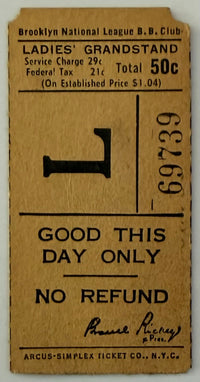 Brooklyn National League B.B. Club
LADIES' GRANDSTAND
Service Charge 29c
Federal Tax 21c Total 50c
(On Established Price $1.04)
L
69739
GOOD THIS
DAY ONLY
NO REFUND
Branch Rickey
Pres.
ARCUS-SIMPLEX TICKET CO., N.Y.C.